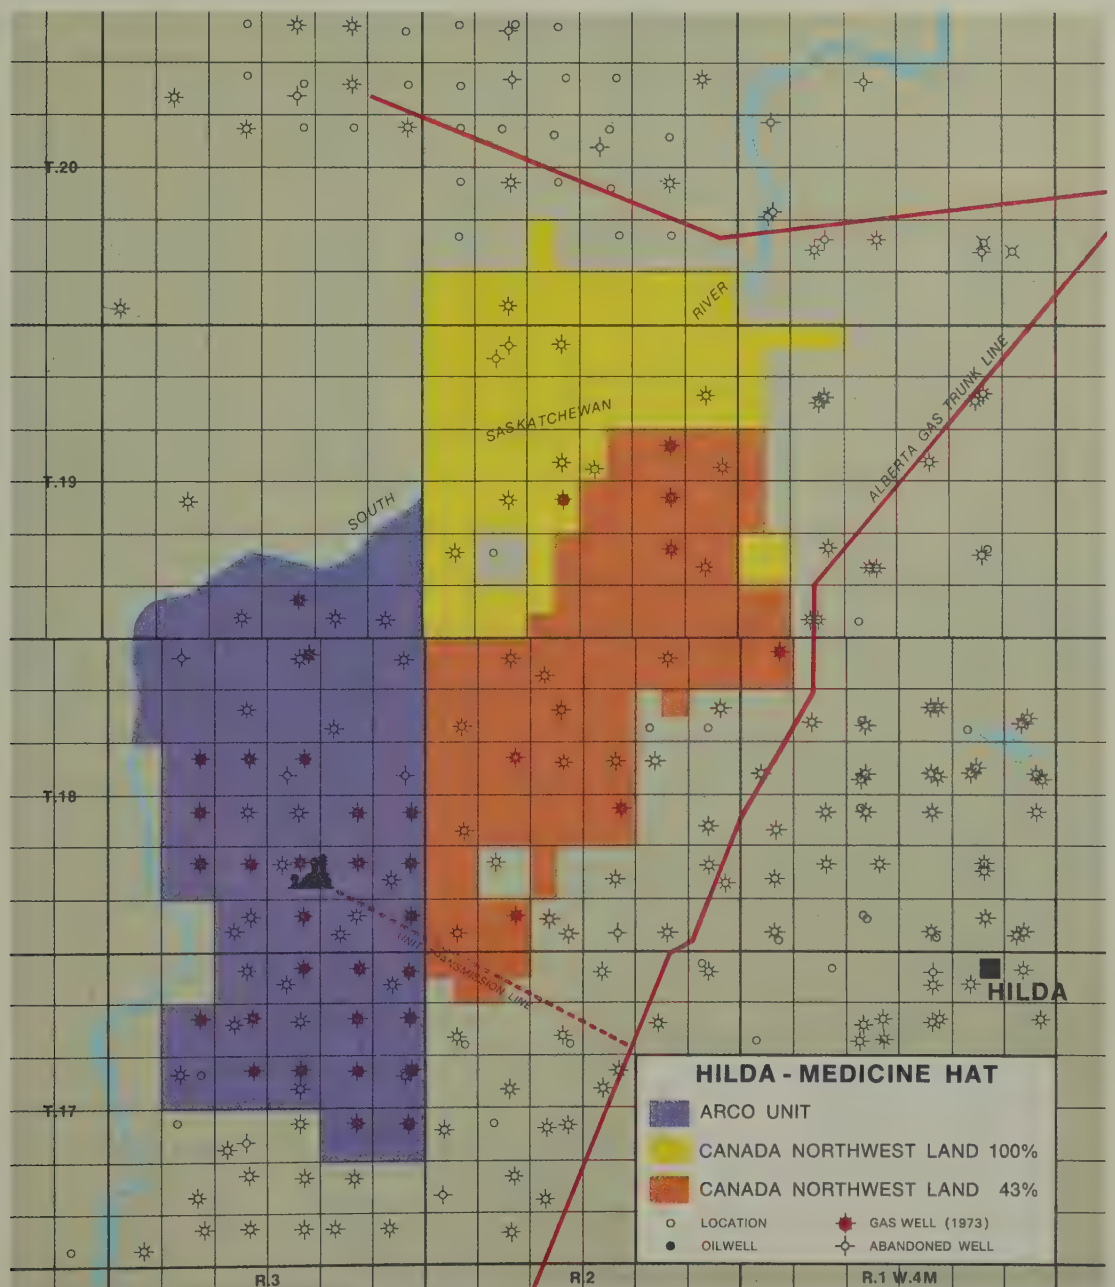 T.20
RIVER
ALBERTA GAS TRUNK LINE
SASKATCHEWAN
T.19
SOUTH
T.18
UNIT TRANSMISSION LINE
HILDA
HILDA - MEDICINE HAT
ARCO UNIT
CANADA NORTHWEST LAND 100%
CANADA NORTHWEST LAND 43%
LOCATION
GAS WELL (1973)
OILWELL
ABANDONED WELL
T.17
R.3
R.2
R.1 W.4M